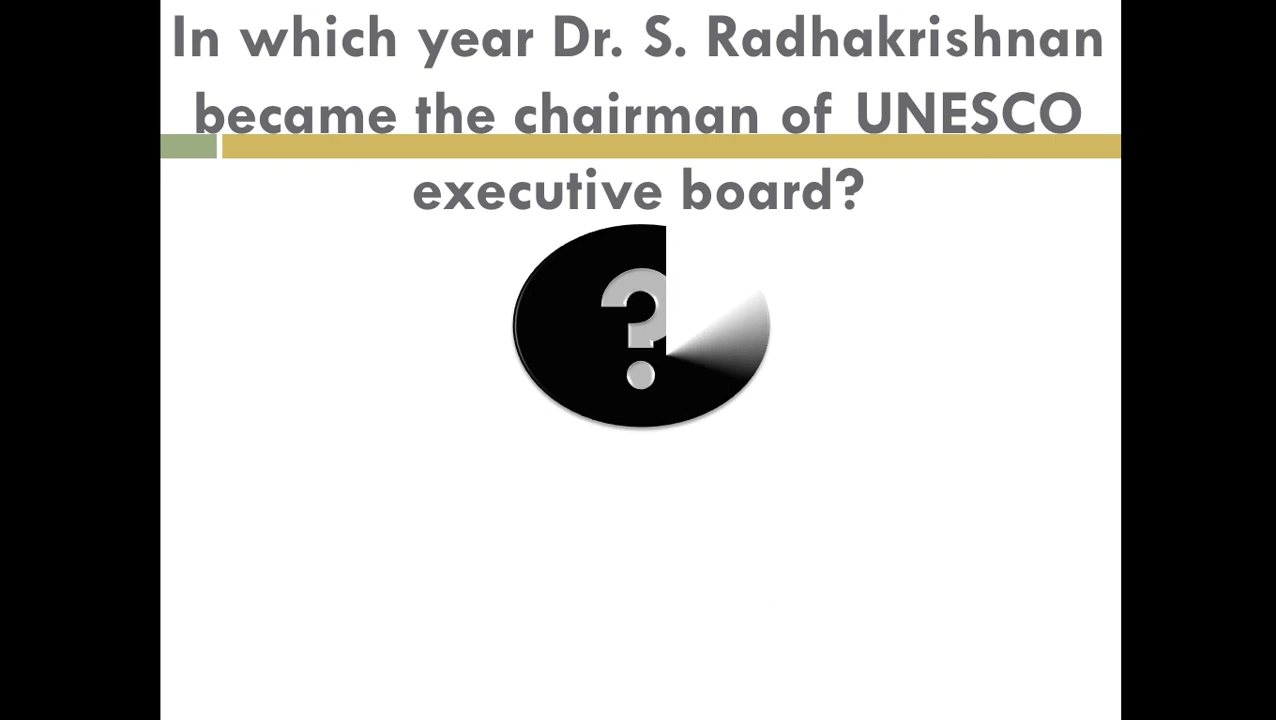 In which year Dr. S. Radhakrishnan
became the chairman of UNESCO
executive board?
?